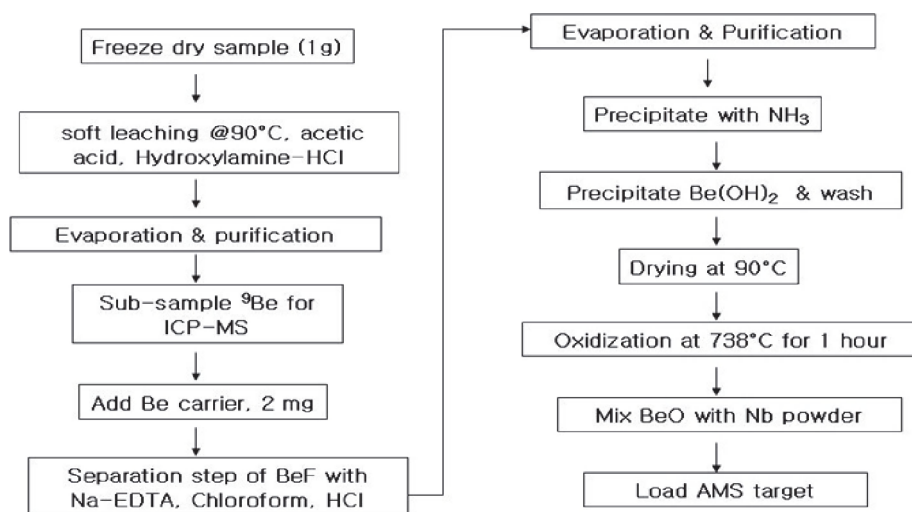 Freeze dry sample (1g)
soft leaching @90°C, acetic
acid, Hydroxylamine-HCl
Evaporation & purification
Sub-sample ⁹Be for
ICP-MS
Add Be carrier, 2 mg
Separation step of BeF with
Na-EDTA, Chloroform, HCl
Evaporation & Purification
Precipitate with NH₃
Precipitate Be(OH)₂ & wash
Drying at 90°C
Oxidization at 738°C for 1 hour
Mix BeO with Nb powder
Load AMS target